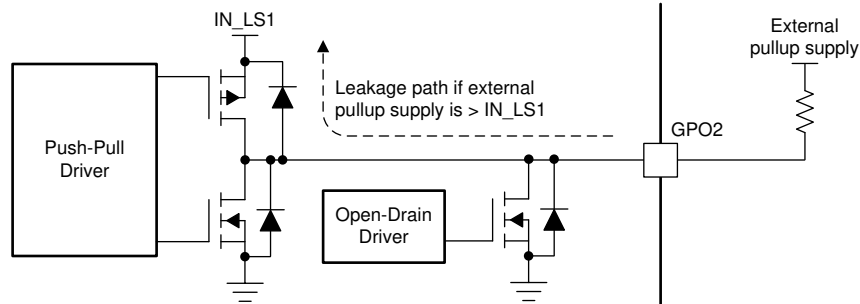 IN_LS1
External
pullup supply
Leakage path if external
pullup supply is > IN_LS1
GPO2
Push-Pull
Driver
Open-Drain
Driver